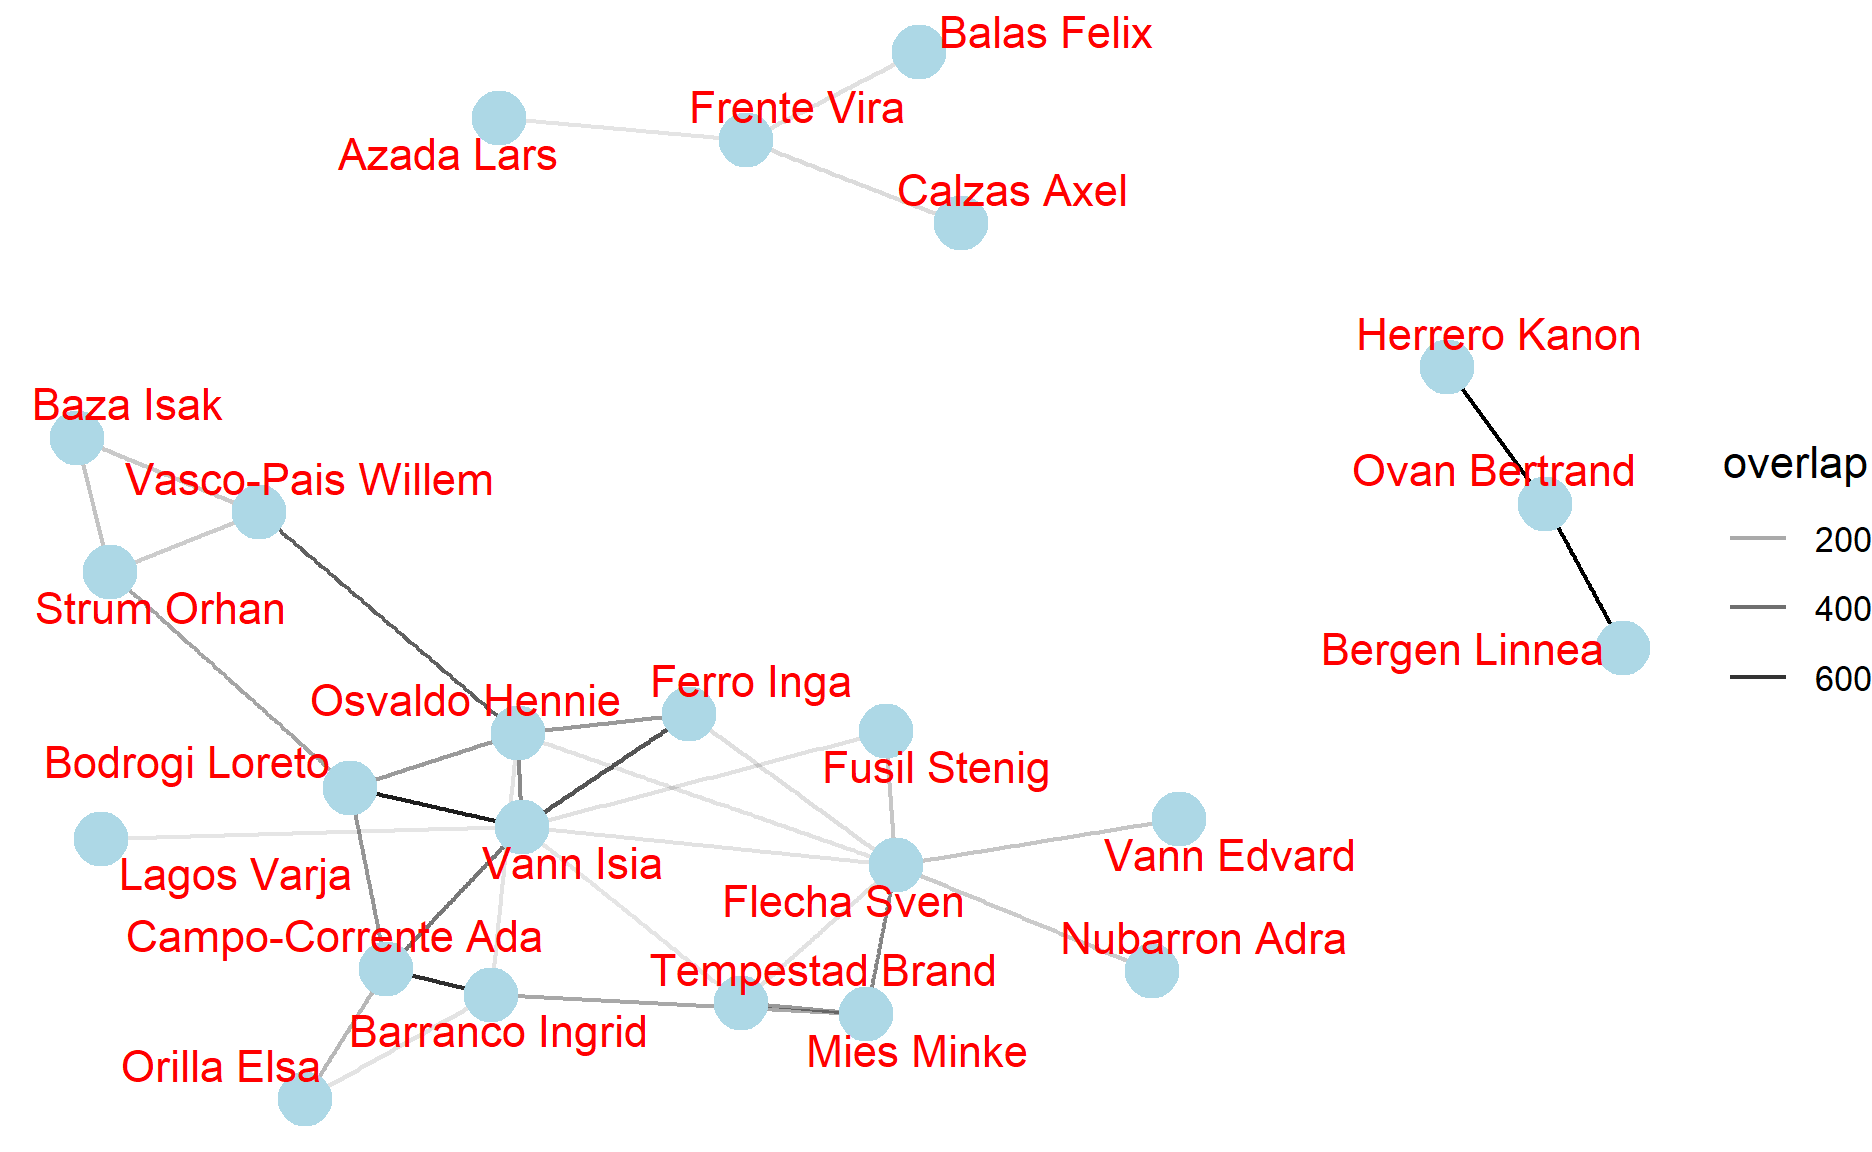 Balas Felix
Frente Vira
Azada Lars
Calzas Axel
Herrero Kanon
Baza Isak
Vasco-Pais Willem
Ovan Bertrand
overlap
200
Strum Orhan
400
Bergen Linnea
600
Ferro Inga
Osvaldo Hennie
Bodrogi Loreto
Fusil Stenig
Vann Isia
Vann Edvard
Lagos Varja
Flecha Sven
Campo-Corrente Ada
Nubarron Adra
Tempestad Brand
Barranco Ingrid
Mies Minke
Orilla Elsa